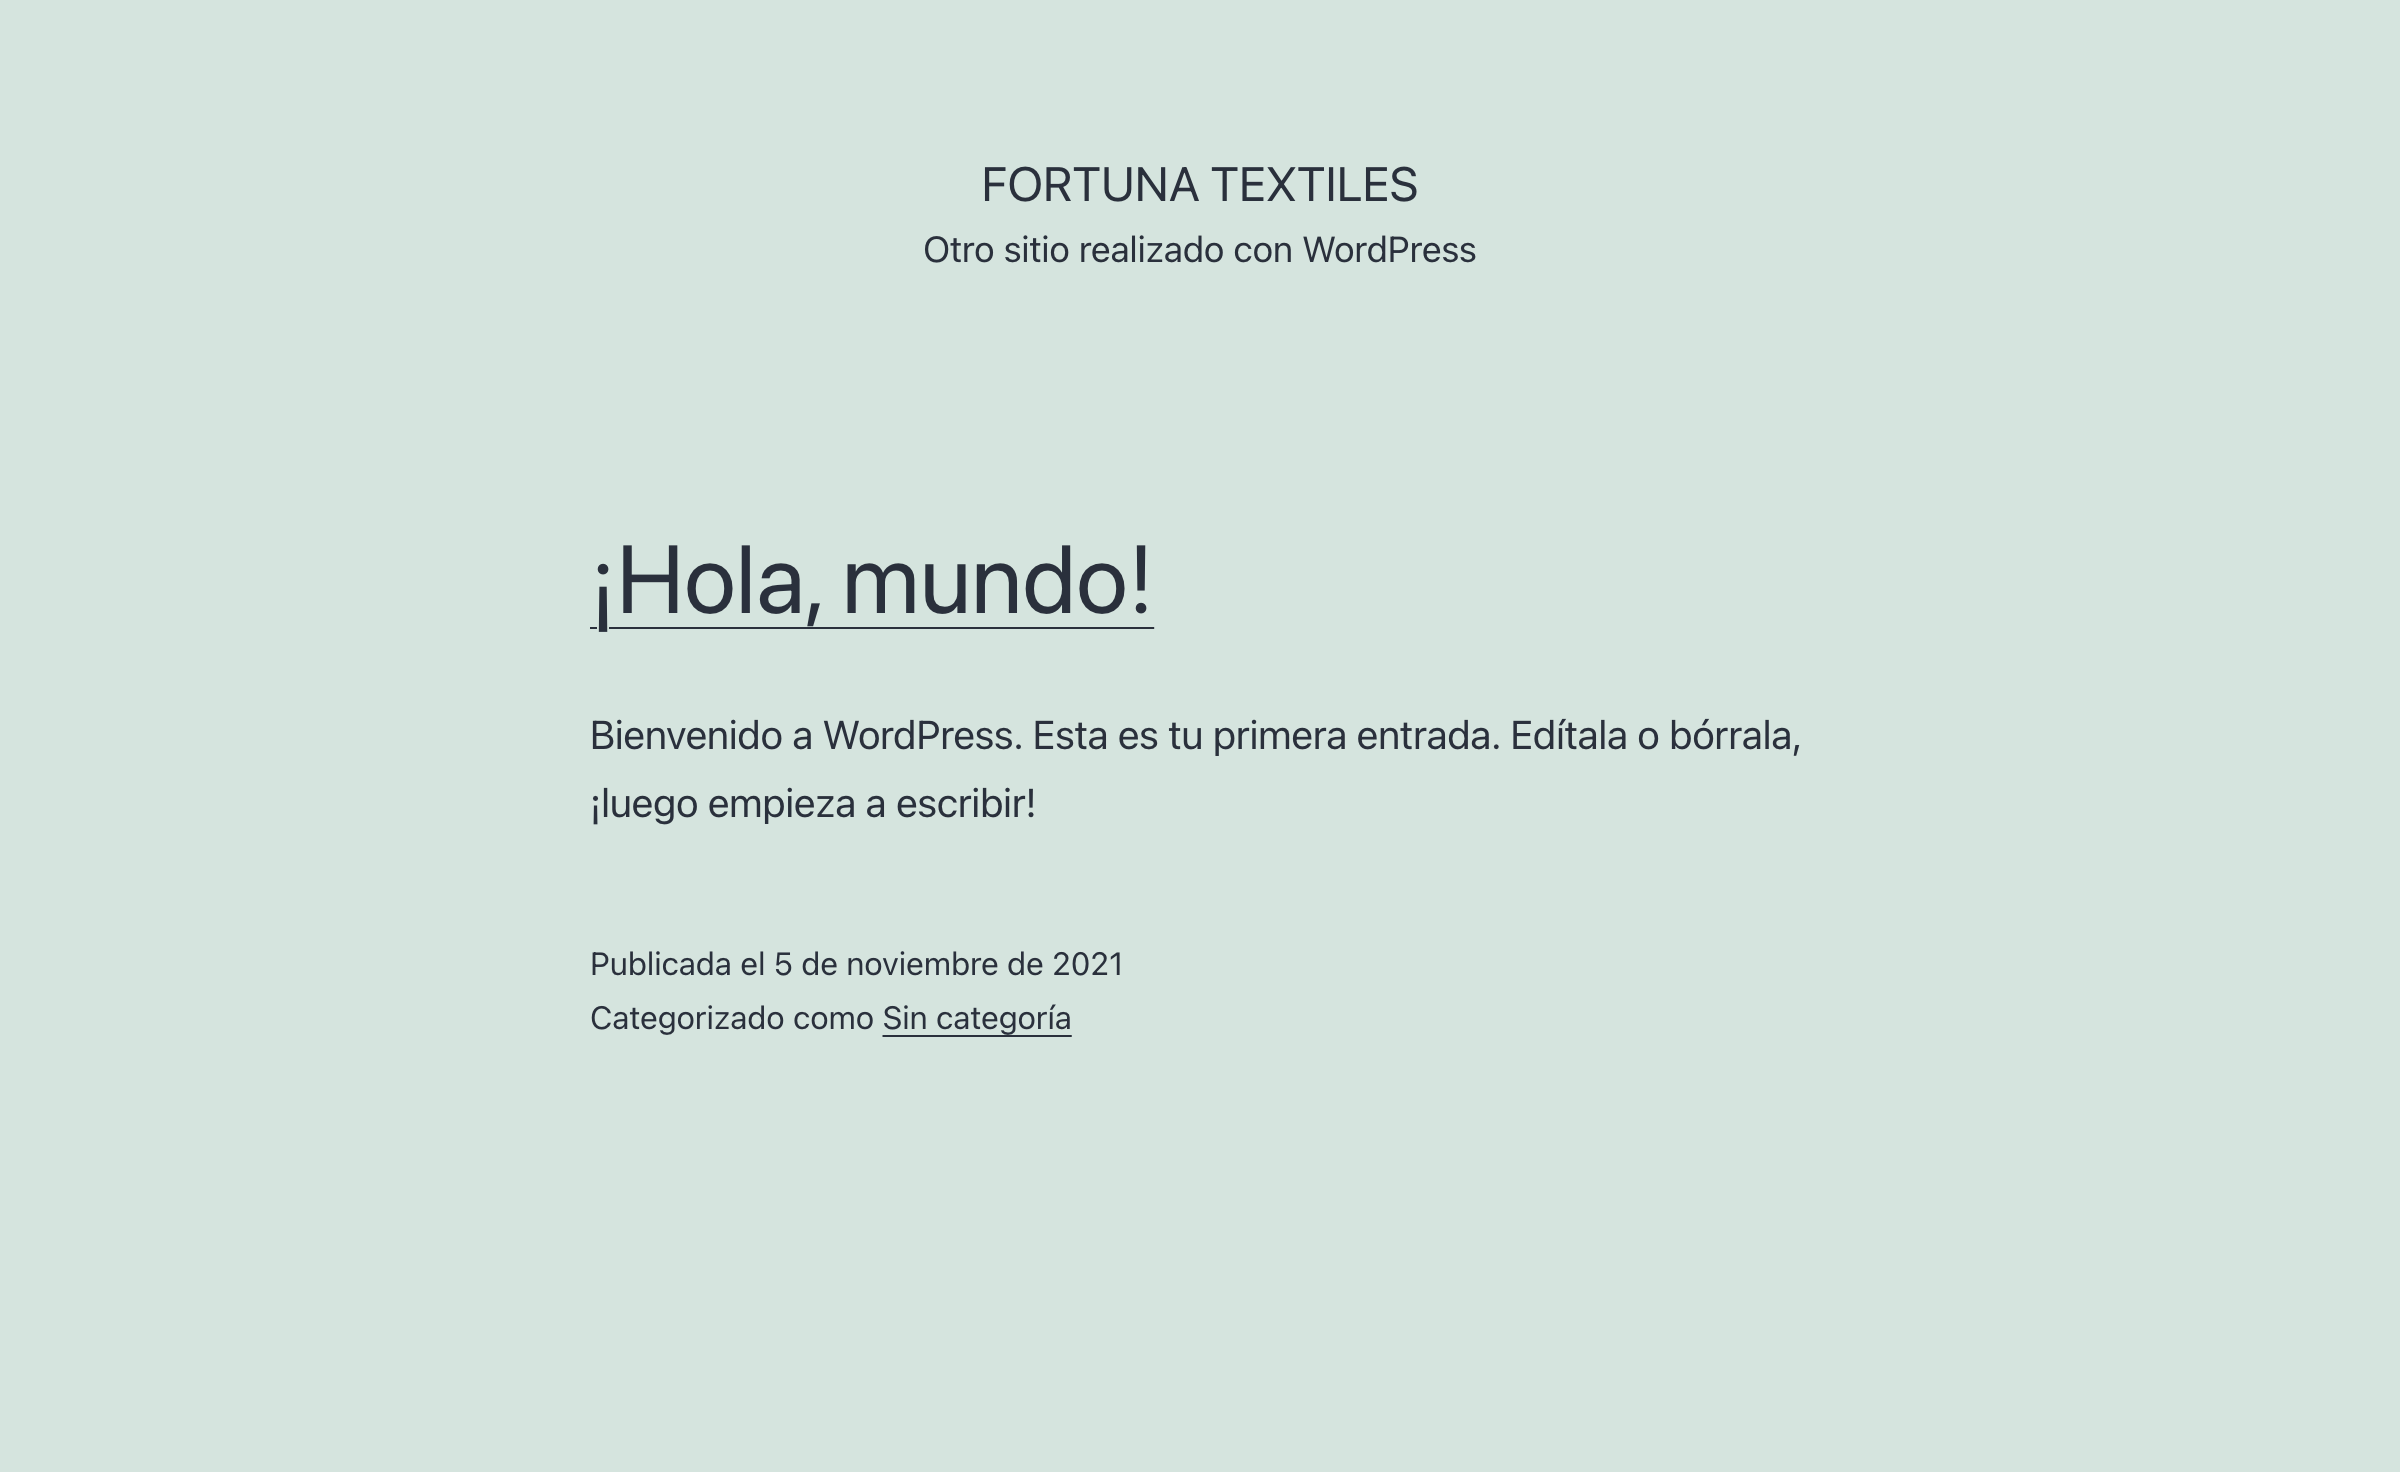 FORTUNA TEXTILES
Otro sitio realizado con WordPress
¡Hola, mundo!
Bienvenido a WordPress. Esta es tu primera entrada. Edítala o bórrala,
¡luego empieza a escribir!
Publicada el 5 de noviembre de 2021
Categorizado como Sin categoría